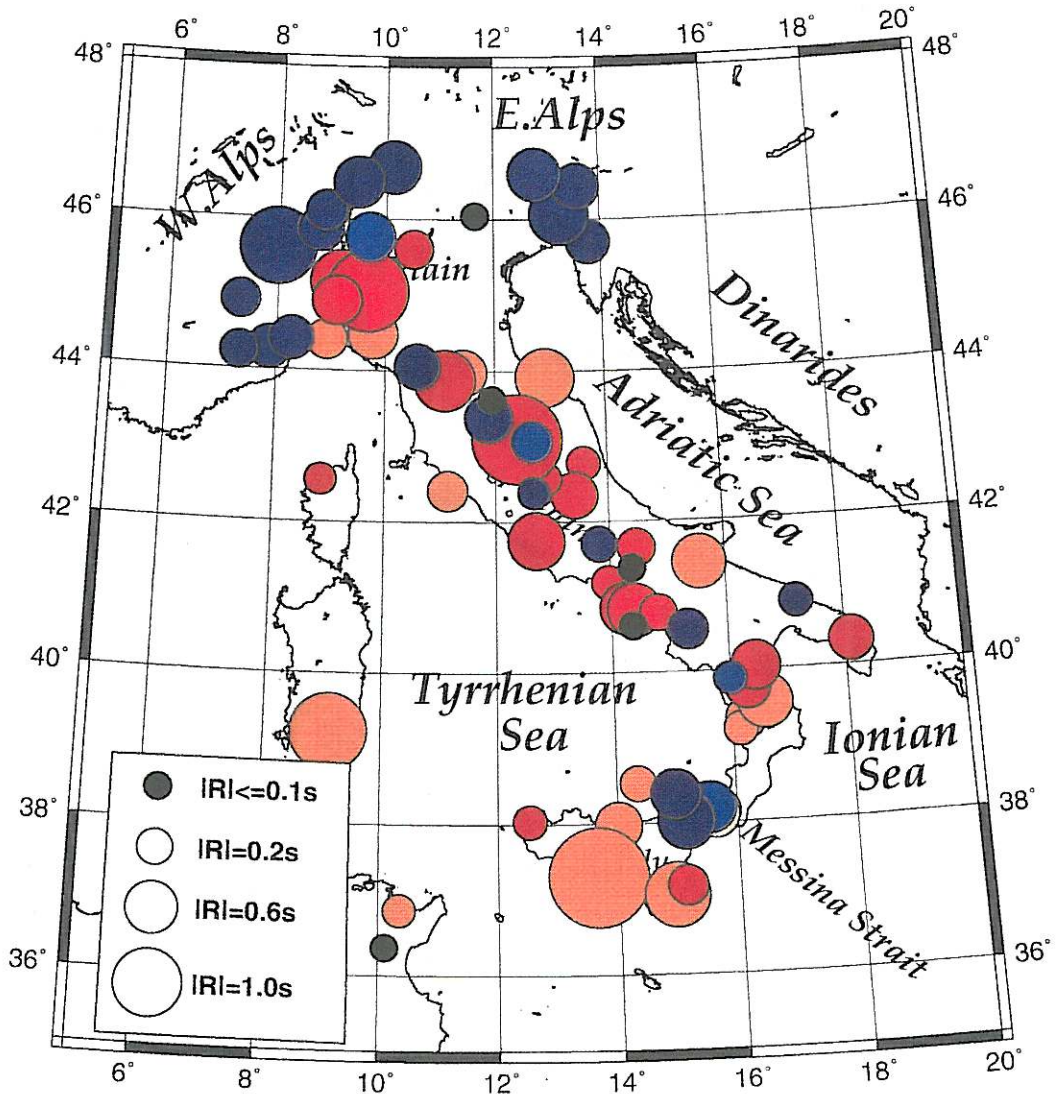 6° 8° 10° 12° 14° 16° 18° 20°
48° 48°
E.Alps
W.Alps
46° 46°
Dinarides
44° 44°
Adriatic Sea
42° 42°
40° 40°
Tyrrhenian
Sea
Ionian
Sea
|R|<=0.1s
38° 38°
|R|=0.2s
Messina Strait
|R|=0.6s
36° 36°
|R|=1.0s
6° 8° 10° 12° 14° 16° 18° 20°